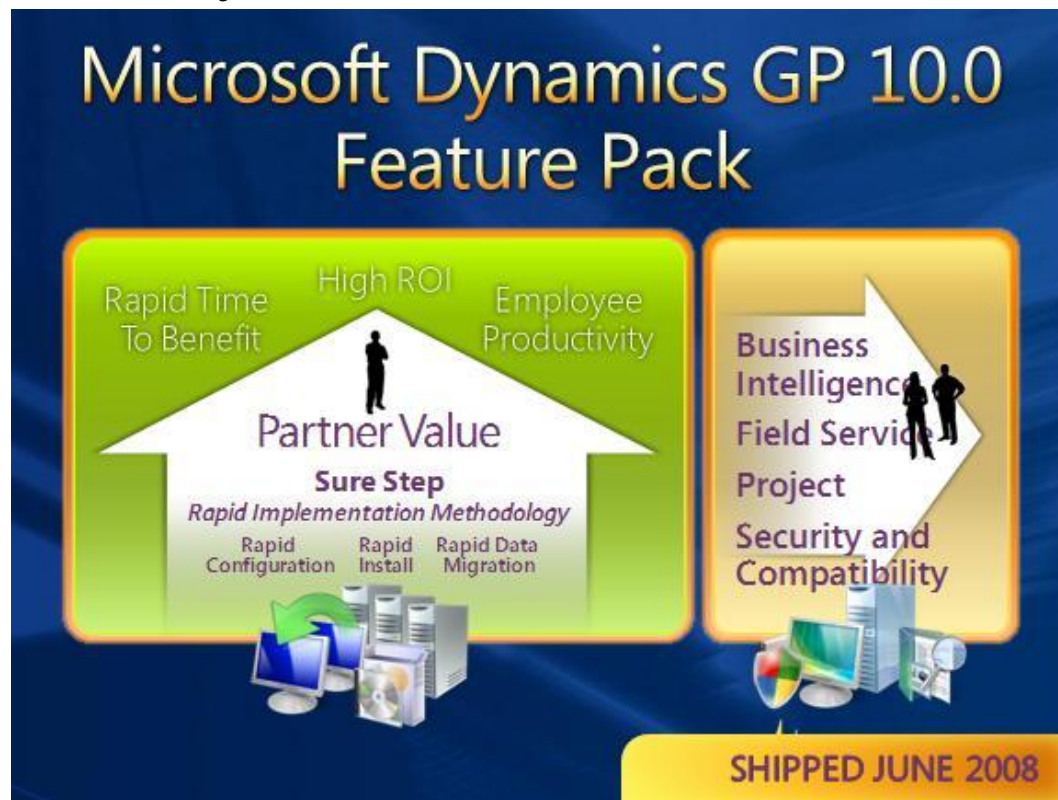 Microsoft Dynamics GP 10.0
Feature Pack
Rapid Time
To Benefit
High ROI
Employee
Productivity
Partner Value
Sure Step
Rapid Implementation Methodology
Rapid
Configuration
Rapid
Install
Rapid Data
Migration
Business
Intelligence
Field Service
Project
Security and
Compatibility
SHIPPED JUNE 2008